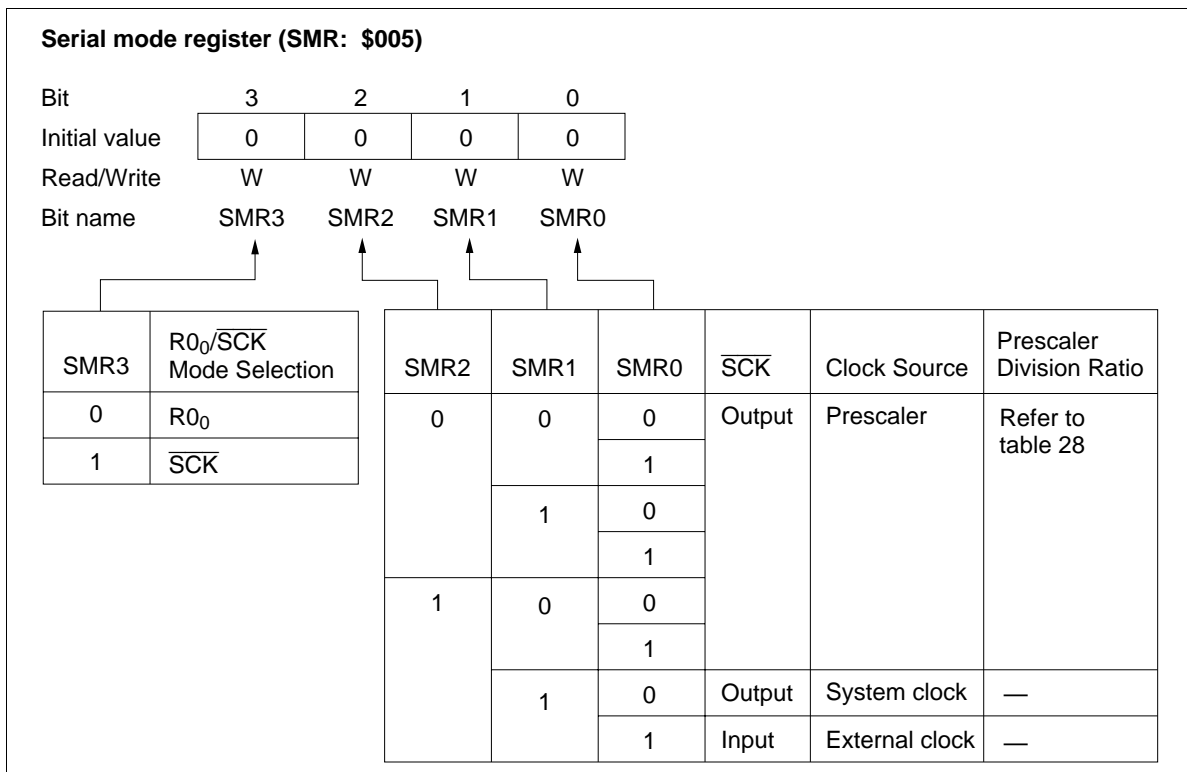 Serial mode register (SMR: $005)
Bit 3 2 1 0
Initial value 0 0 0 0
Read/Write W W W W
Bit name SMR3 SMR2 SMR1 SMR0
SMR3 R0₀/S̅C̅K̅ Mode Selection
0 R0₀
1 S̅C̅K̅
SMR2 SMR1 SMR0 S̅C̅K̅ Clock Source Prescaler Division Ratio
0 0 0 Output Prescaler Refer to table 28
1
1 0
1
1 0 0
1
1 0 Output System clock —
1 Input External clock —